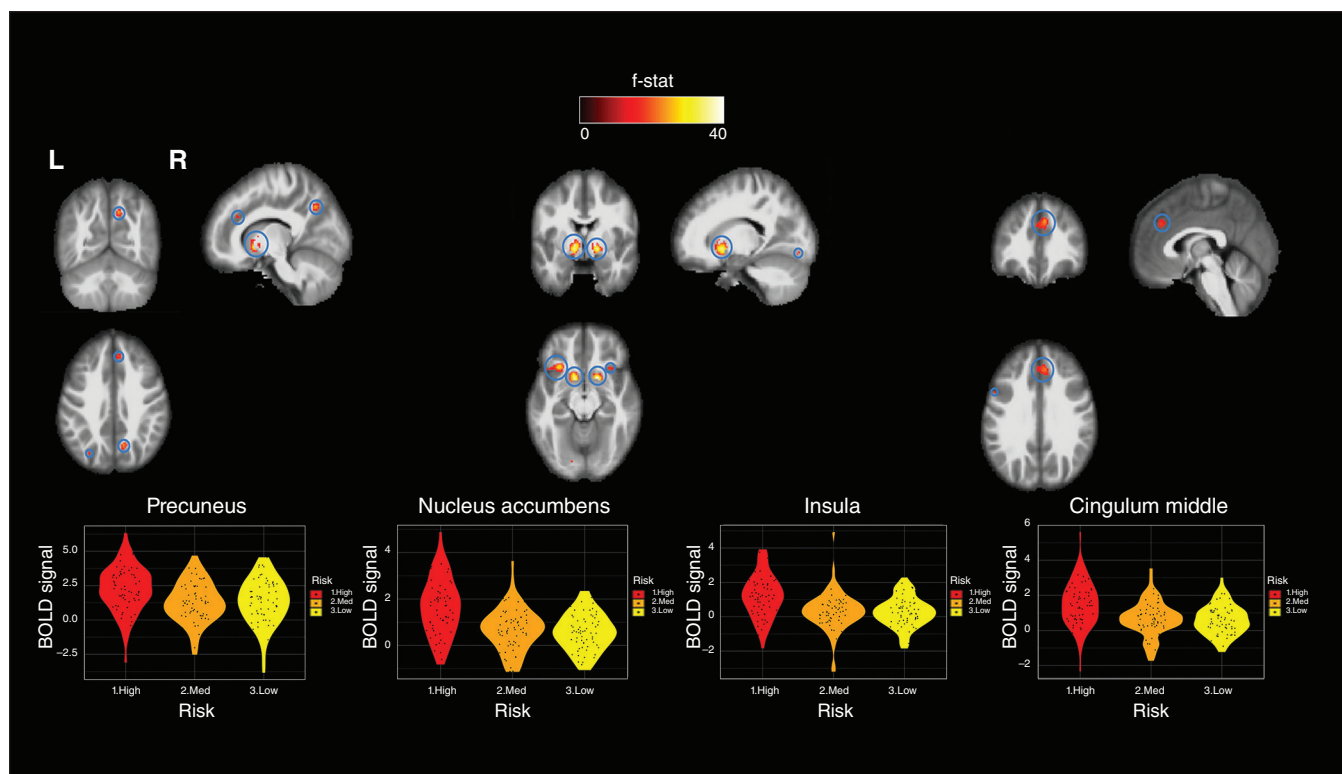 f-stat
0 40
L R
Precuneus Nucleus accumbens Insula Cingulum middle
BOLD signal
5.0
2.5
0.0
−2.5
1.High 2.Med 3.Low
Risk
Risk
1.High
2.Med
3.Low
BOLD signal
4
2
0
1.High 2.Med 3.Low
Risk
Risk
1.High
2.Med
3.Low
BOLD signal
4
2
0
−2
1.High 2.Med 3.Low
Risk
Risk
1.High
2.Med
3.Low
BOLD signal
6
4
2
0
−2
1.High 2.Med 3.Low
Risk
Risk
1.High
2.Med
3.Low